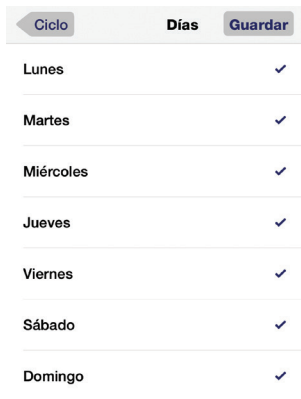 Ciclo Días Guardar
Lunes
Martes
Miércoles
Jueves
Viernes
Sábado
Domingo